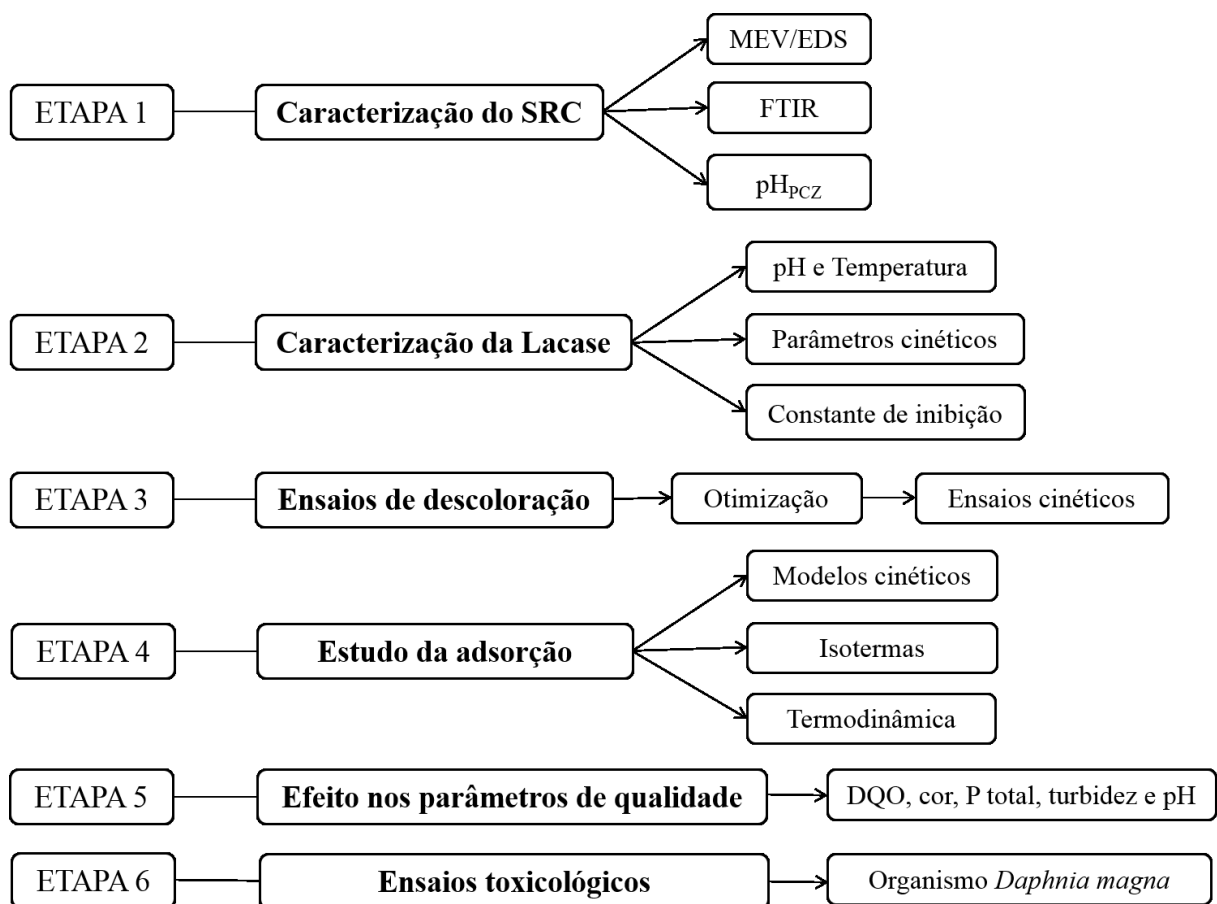 ETAPA 1
Caracterização do SRC
MEV/EDS
FTIR
pHPCZ
ETAPA 2
Caracterização da Lacase
pH e Temperatura
Parâmetros cinéticos
Constante de inibição
ETAPA 3
Ensaios de descoloração
Otimização
Ensaios cinéticos
ETAPA 4
Estudo da adsorção
Modelos cinéticos
Isotermas
Termodinâmica
ETAPA 5
Efeito nos parâmetros de qualidade
DQO, cor, P total, turbidez e pH
ETAPA 6
Ensaios toxicológicos
Organismo Daphnia magna